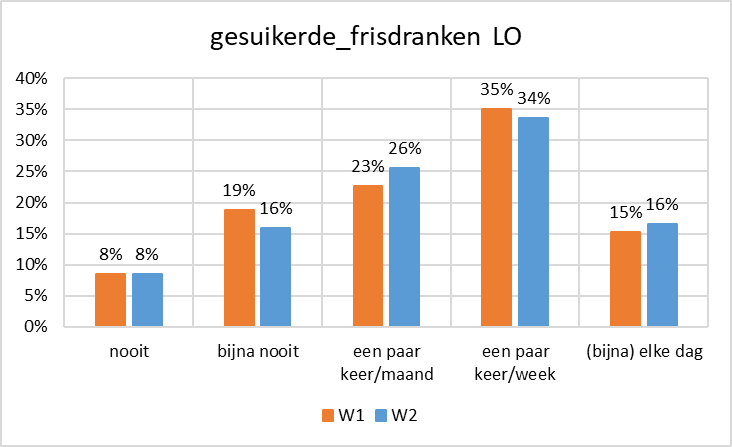 gesuikerde_frisdranken LO
40%
35%
30%
25%
20%
15%
10%
5%
0%
8% 8%
19% 16%
23% 26%
35% 34%
15% 16%
nooit
bijna nooit
een paar
keer/maand
een paar
keer/week
(bijna) elke dag
W1 W2